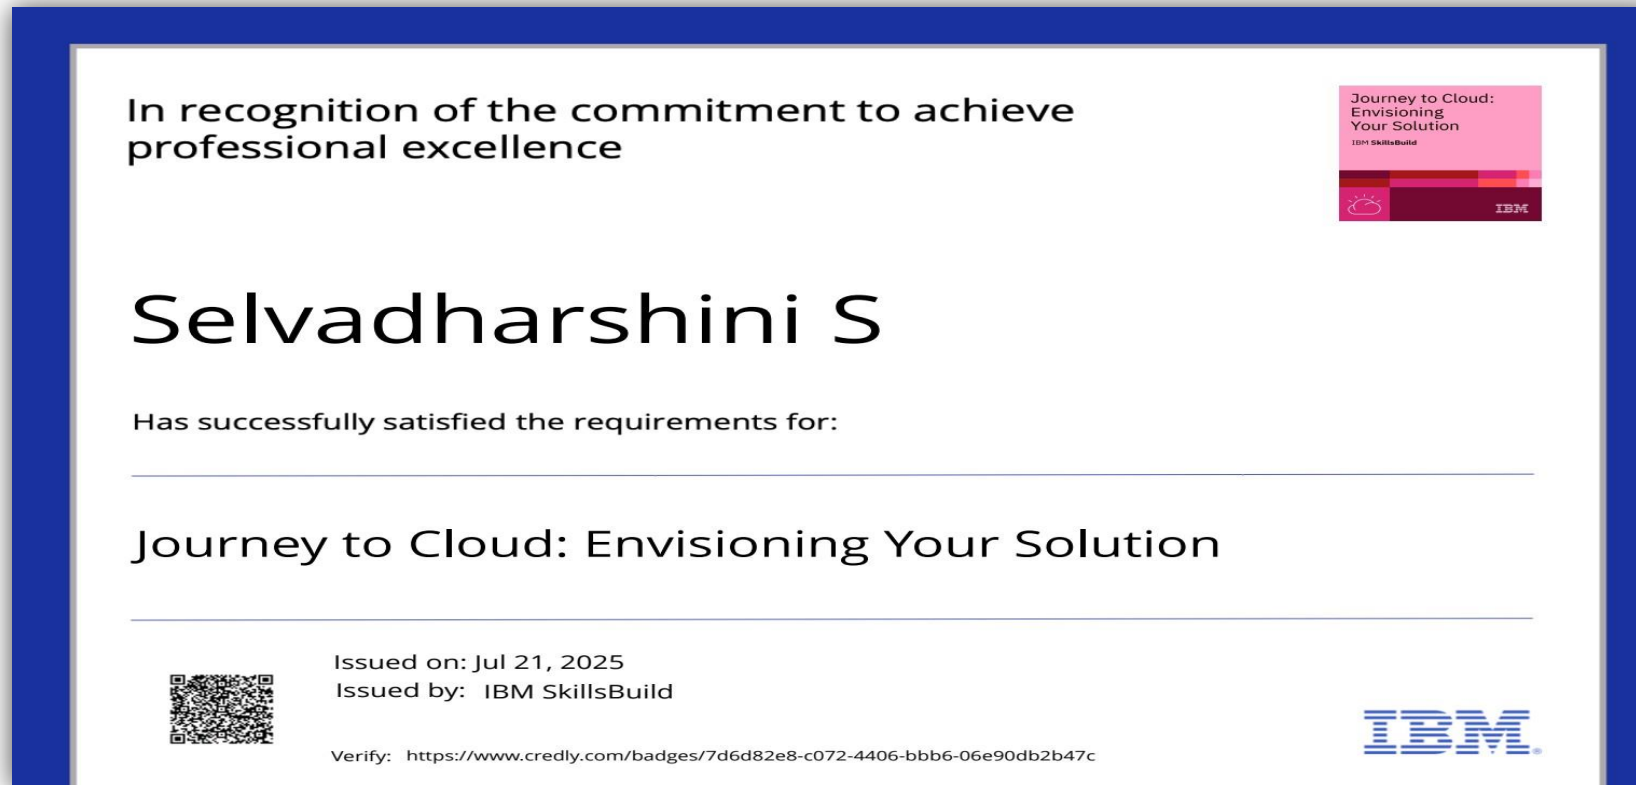 In recognition of the commitment to achieve
professional excellence
Journey to Cloud:
Envisioning
Your Solution
IBM SkillsBuild
IBM
Selvadharshini S
Has successfully satisfied the requirements for:
Journey to Cloud: Envisioning Your Solution
Issued on: Jul 21, 2025
Issued by: IBM SkillsBuild
Verify: https://www.credly.com/badges/7d6d82e8-c072-4406-bbb6-06e90db2b47c
IBM